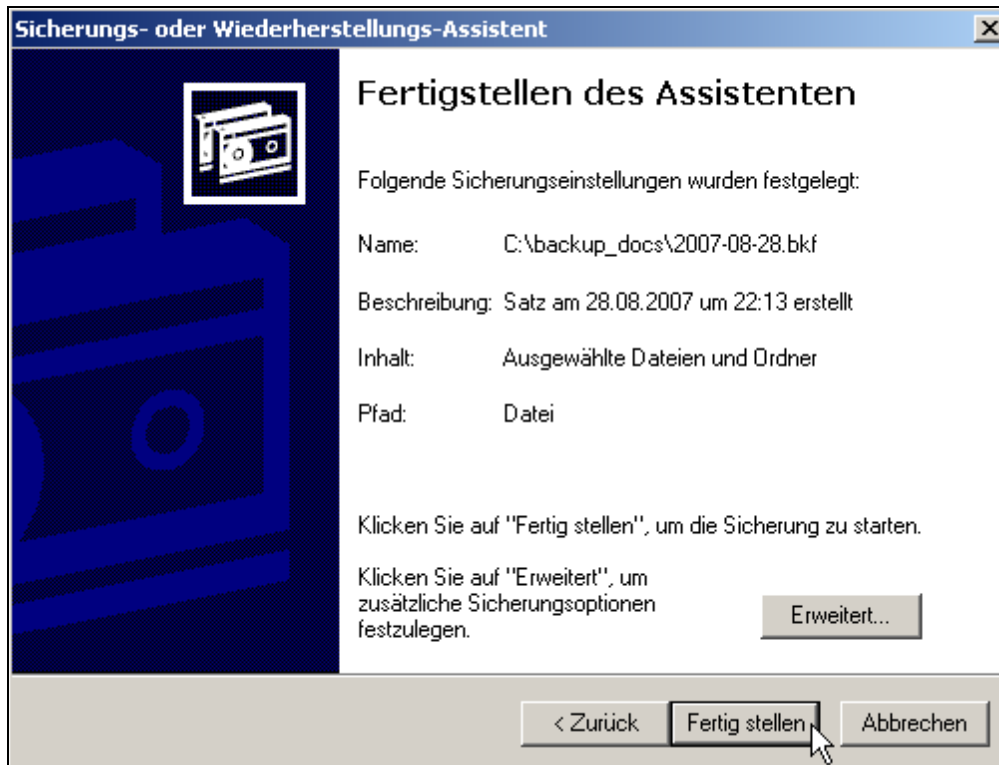 Sicherungs- oder Wiederherstellungs-Assistent
Fertigstellen des Assistenten
Folgende Sicherungseinstellungen wurden festgelegt:
Name: C:\backup_docs\2007-08-28.bkf
Beschreibung: Satz am 28.08.2007 um 22:13 erstellt
Inhalt: Ausgewählte Dateien und Ordner
Pfad: Datei
Klicken Sie auf "Fertig stellen", um die Sicherung zu starten.
Klicken Sie auf "Erweitert", um
zusätzliche Sicherungsoptionen
festzulegen.
Erweitert...
< Zurück Fertig stellen Abbrechen